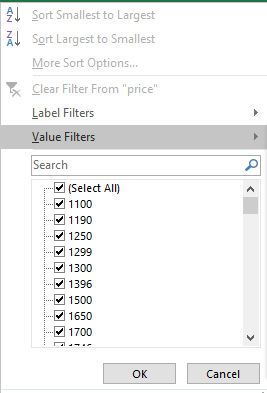 A
Z
Sort Smallest to Largest
Z
A
Sort Largest to Smallest
More Sort Options...
Clear Filter From "price"
Label Filters
Value Filters
Search
(Select All)
1100
1190
1250
1299
1300
1396
1500
1650
1700
OK
Cancel